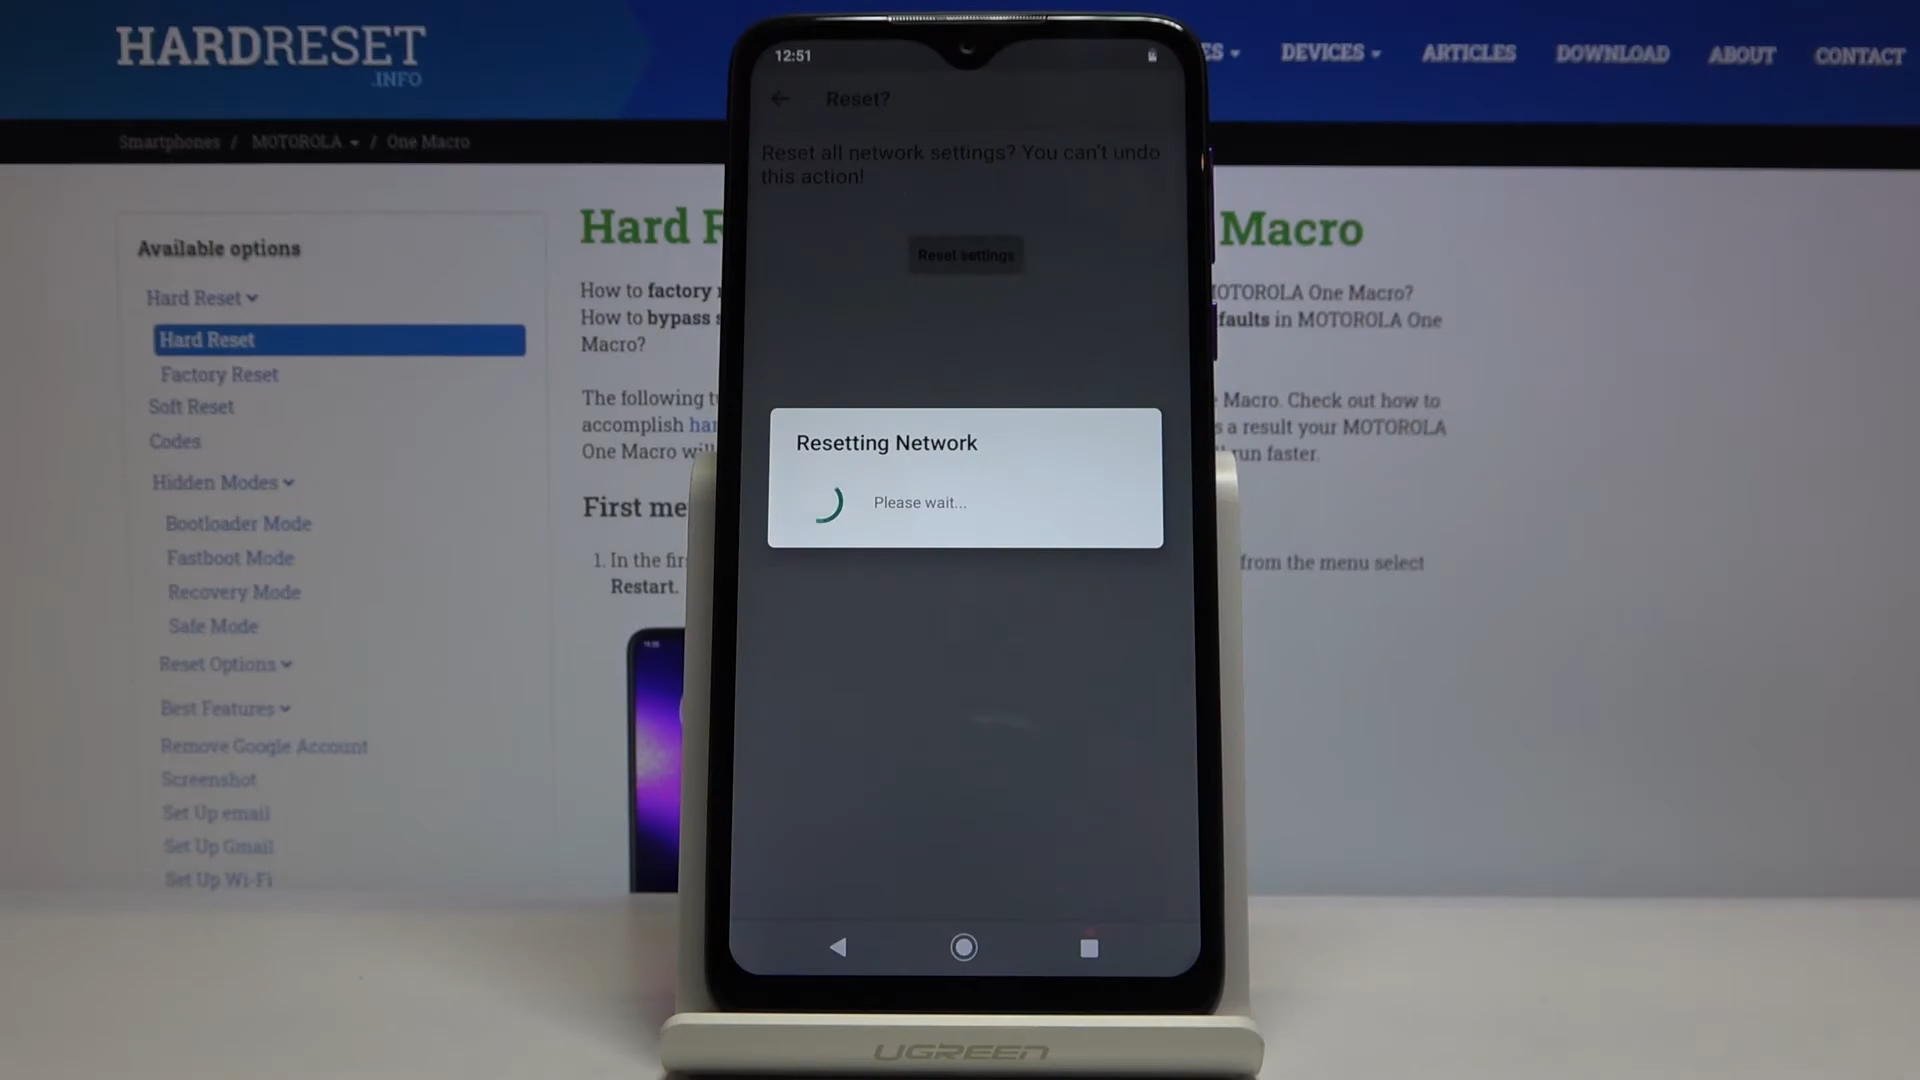 HARDRESET
.INFO
DEVICES
ARTICLES
DOWNLOAD
ABOUT
CONTACT
Smartphones / MOTOROLA / One Macro
Available options
Hard Reset
Hard Reset
Factory Reset
Soft Reset
Codes
Hidden Modes
Bootloader Mode
Fastboot Mode
Recovery Mode
Safe Mode
Reset Options
Best Features
Remove Google Account
Screenshot
Set Up email
Set Up Gmail
Set Up Wi-Fi
Hard
Macro
How to factory
MOTOROLA One Macro?
How to bypass
in MOTOROLA One
Macro?
The following
Macro. Check out how to
accomplish
a result your MOTOROLA
One Macro
run faster.
First
1. In the
from the menu select
Restart.
12:51
Reset?
Reset all network settings? You can't undo
this action!
Reset settings
Resetting Network
Please wait...
UGREEN